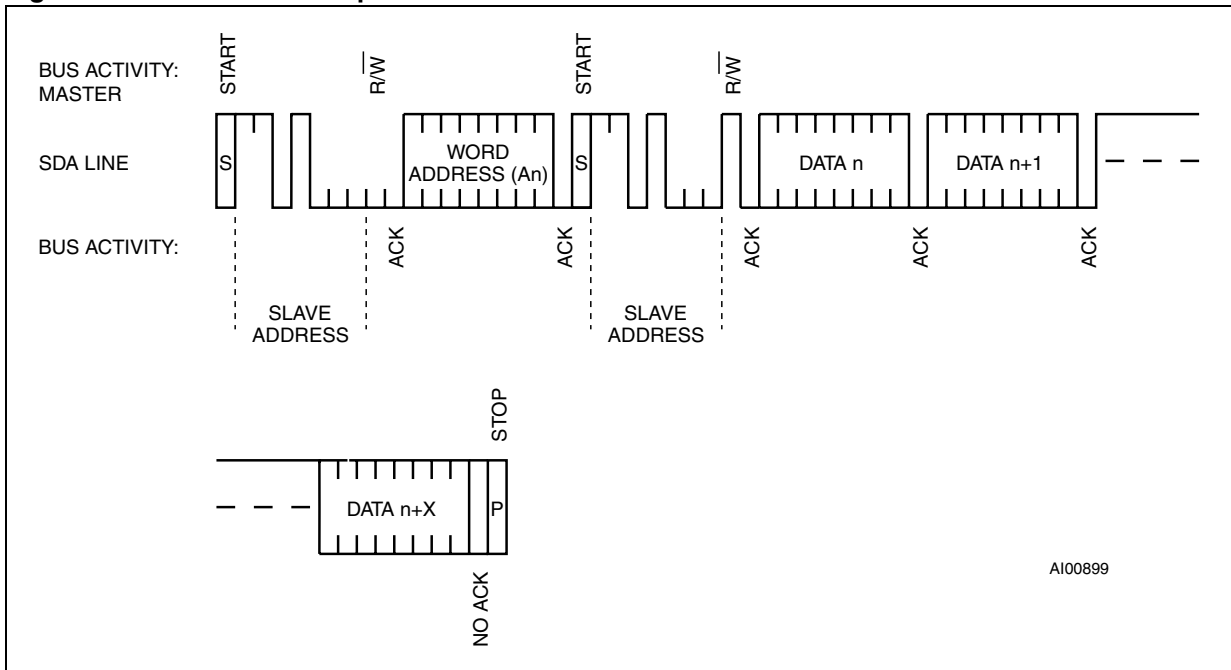 BUS ACTIVITY:
MASTER
START
R/W
START
R/W
SDA LINE
S
WORD
ADDRESS (An)
S
DATA n
DATA n+1
BUS ACTIVITY:
ACK
ACK
ACK
ACK
ACK
SLAVE
ADDRESS
SLAVE
ADDRESS
STOP
DATA n+X
P
NO ACK
AI00899